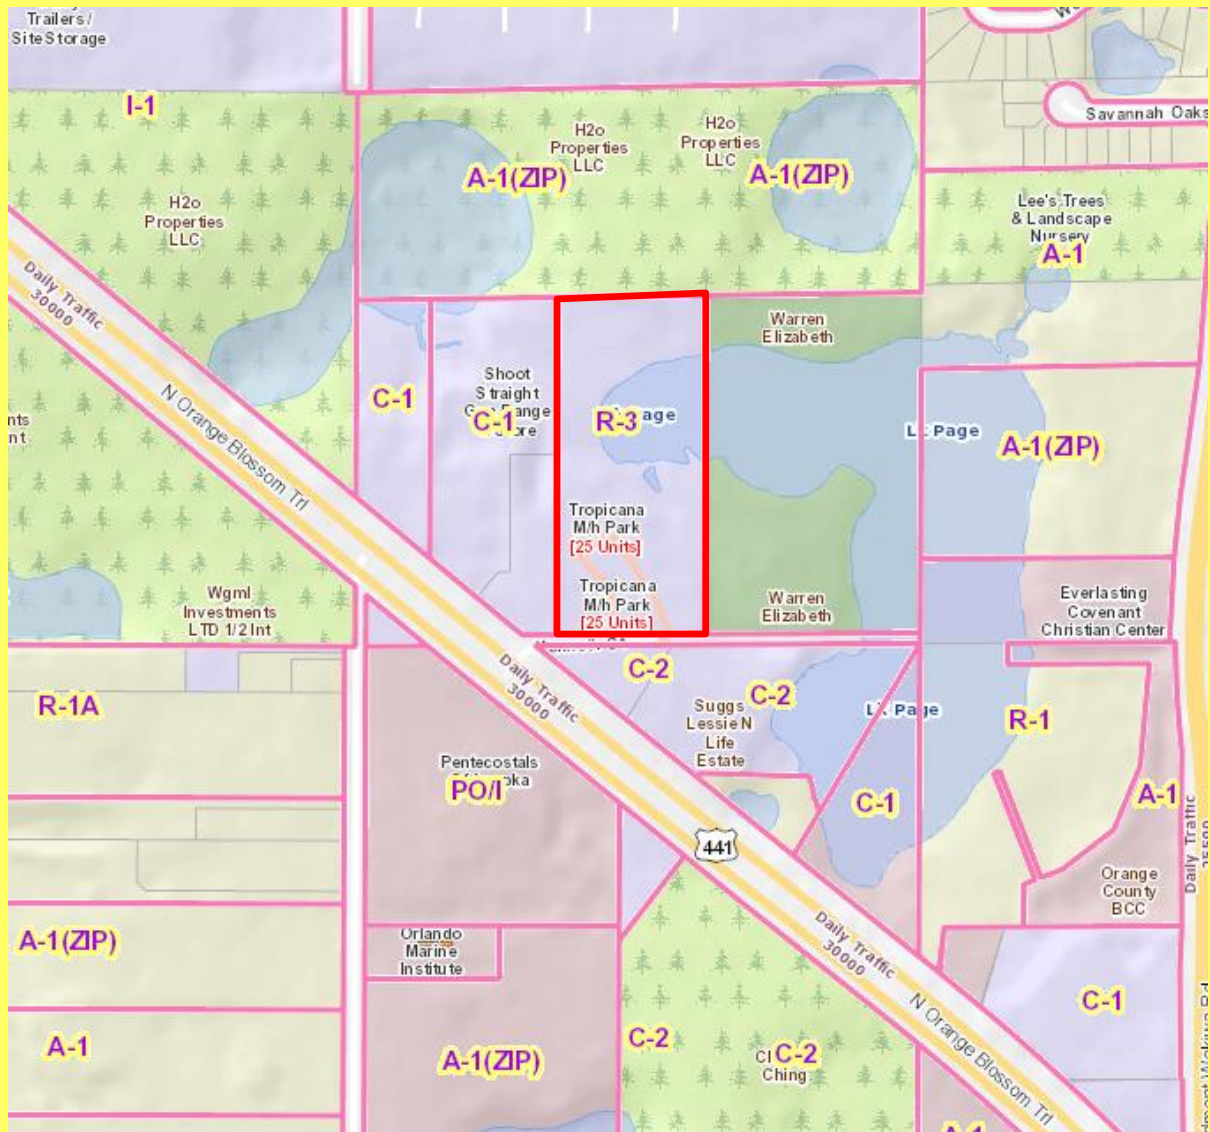 Trailers /
Site Storage
Savannah Oaks
I-1
H2o
Properties
LLC
H2o
Properties
LLC
A-1(ZIP)
A-1(ZIP)
H2o
Properties
LLC
Lee's Trees
& Landscape
Nursery
A-1
Daily Traffic
30000
Warren
Elizabeth
Shoot
Straight
C-1
C-1
R-3
Page
A-1(ZIP)
N Orange Blossom Trl
Tropicana
M/h Park
[25 Units]
Tropicana
M/h Park
[25 Units]
Warren
Elizabeth
Wgml
Investments
LTD 1/2 Int
Everlasting
Covenant
Christian Center
R-1A
Daily Traffic
30000
C-2
C-2
Suggs
Lessie N
Life
Estate
Lk Page
R-1
Pentecostals
PO/I
C-1
A-1
441
Daily Traffic
Orange
County
BCC
A-1(ZIP)
Orlando
Marine
Institute
Daily Traffic
30000
C-1
A-1
A-1(ZIP)
C-2
C-2
Ching
N Orange Blossom Trl
A-1